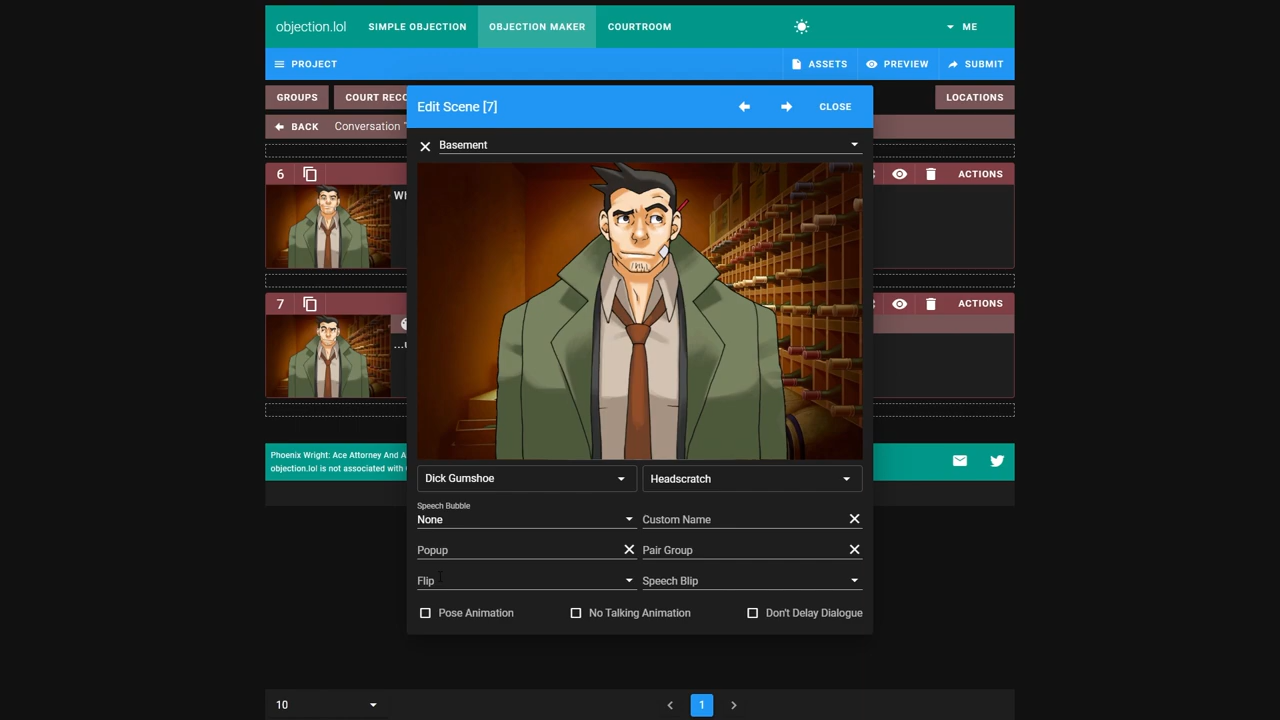 objection.lol SIMPLE OBJECTION OBJECTION MAKER COURTROOM ME
PROJECT ASSETS PREVIEW SUBMIT
GROUPS COURT RECO LOCATIONS
BACK Conversation "
Edit Scene [7] CLOSE
Basement
6 ACTIONS
7 ACTIONS
Phoenix Wright: Ace Attorney And A
objection.lol is not associated with
Dick Gumshoe Headscratch
Speech Bubble
None Custom Name
Popup Pair Group
Flip Speech Blip
Pose Animation No Talking Animation Don't Delay Dialogue
10 1